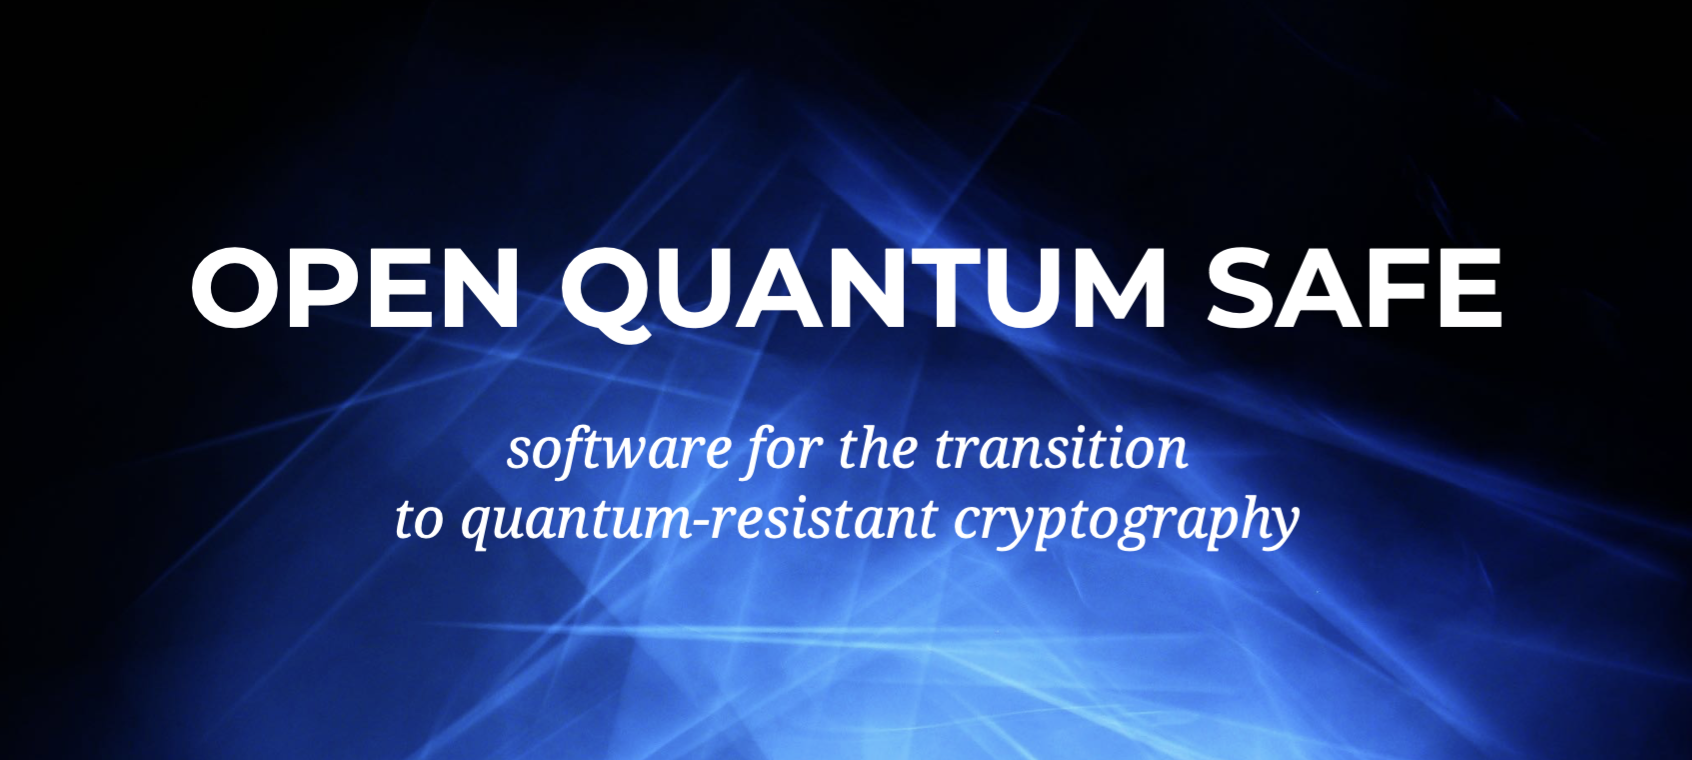 OPEN QUANTUM SAFE
software for the transition
to quantum-resistant cryptography